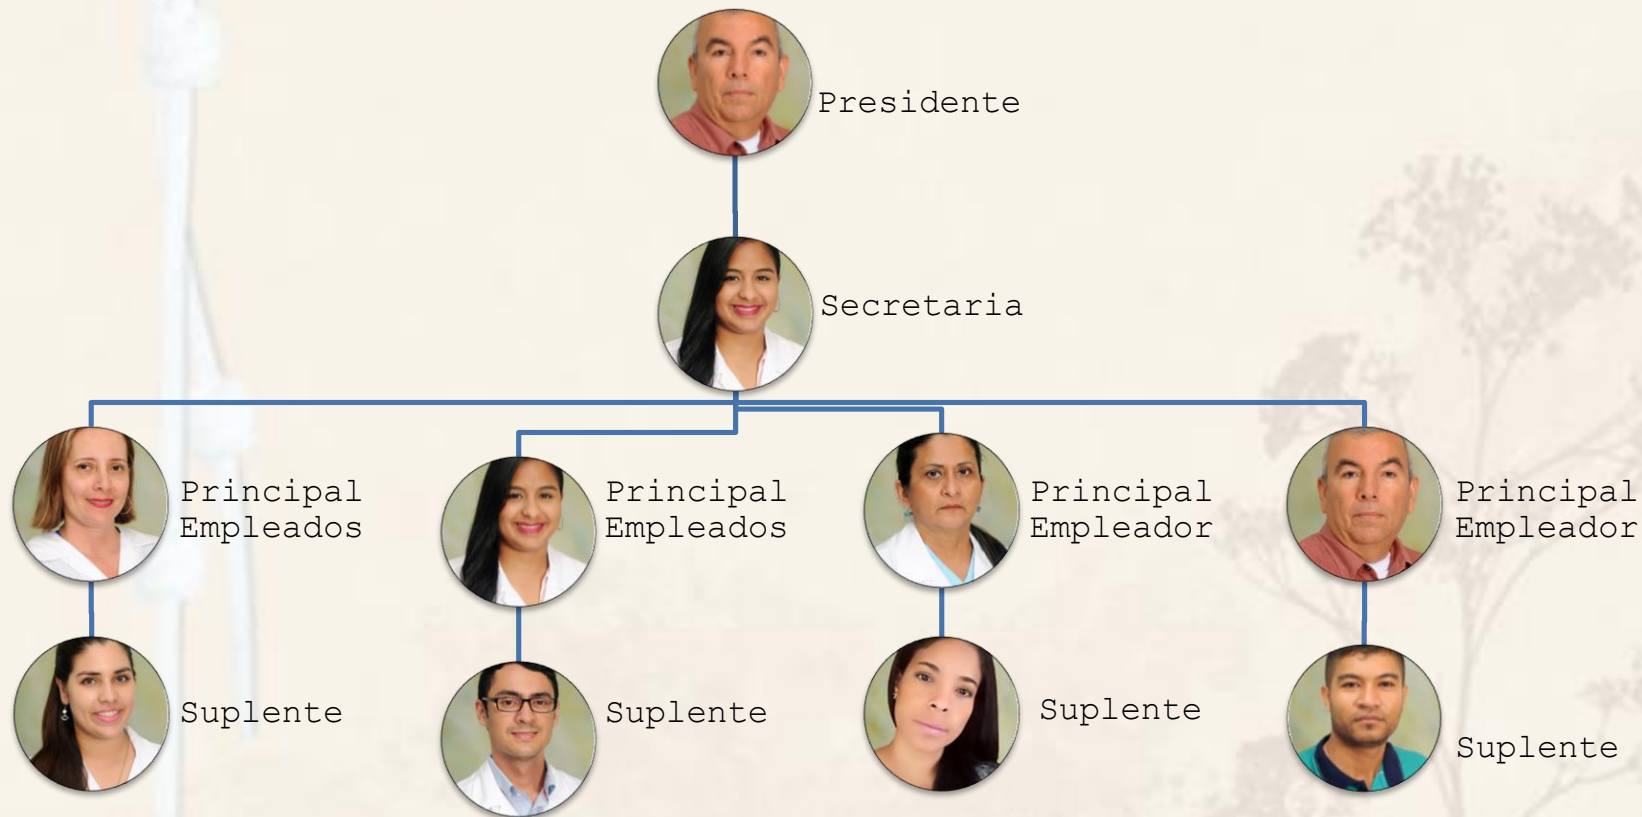 Presidente
Secretaria
Principal
Empleados
Principal
Empleados
Principal
Empleador
Principal
Empleador
Suplente
Suplente
Suplente
Suplente